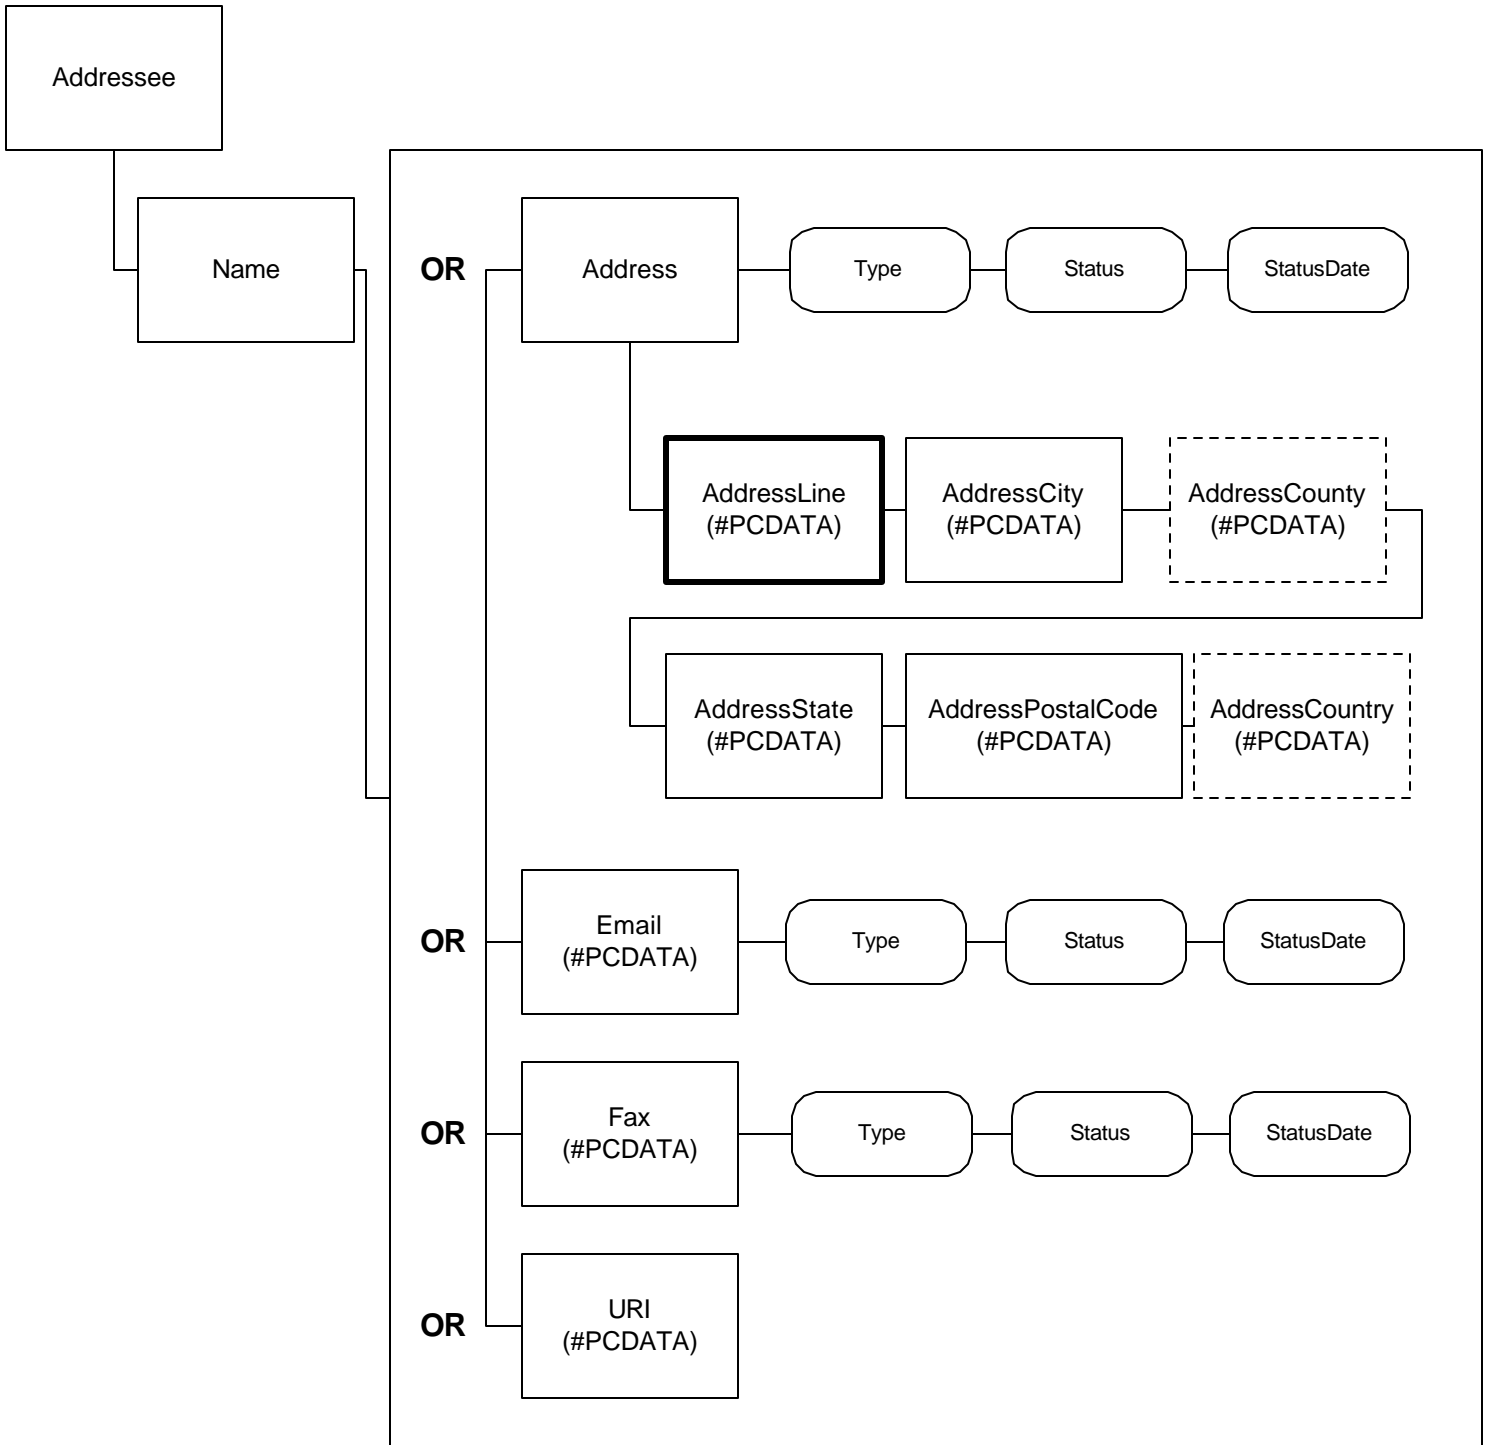 Addressee
Name
OR
Address
Type
Status
StatusDate
AddressLine
(#PCDATA)
AddressCity
(#PCDATA)
AddressCounty
(#PCDATA)
AddressState
(#PCDATA)
AddressPostalCode
(#PCDATA)
AddressCountry
(#PCDATA)
OR
Email
(#PCDATA)
Type
Status
StatusDate
OR
Fax
(#PCDATA)
Type
Status
StatusDate
OR
URI
(#PCDATA)